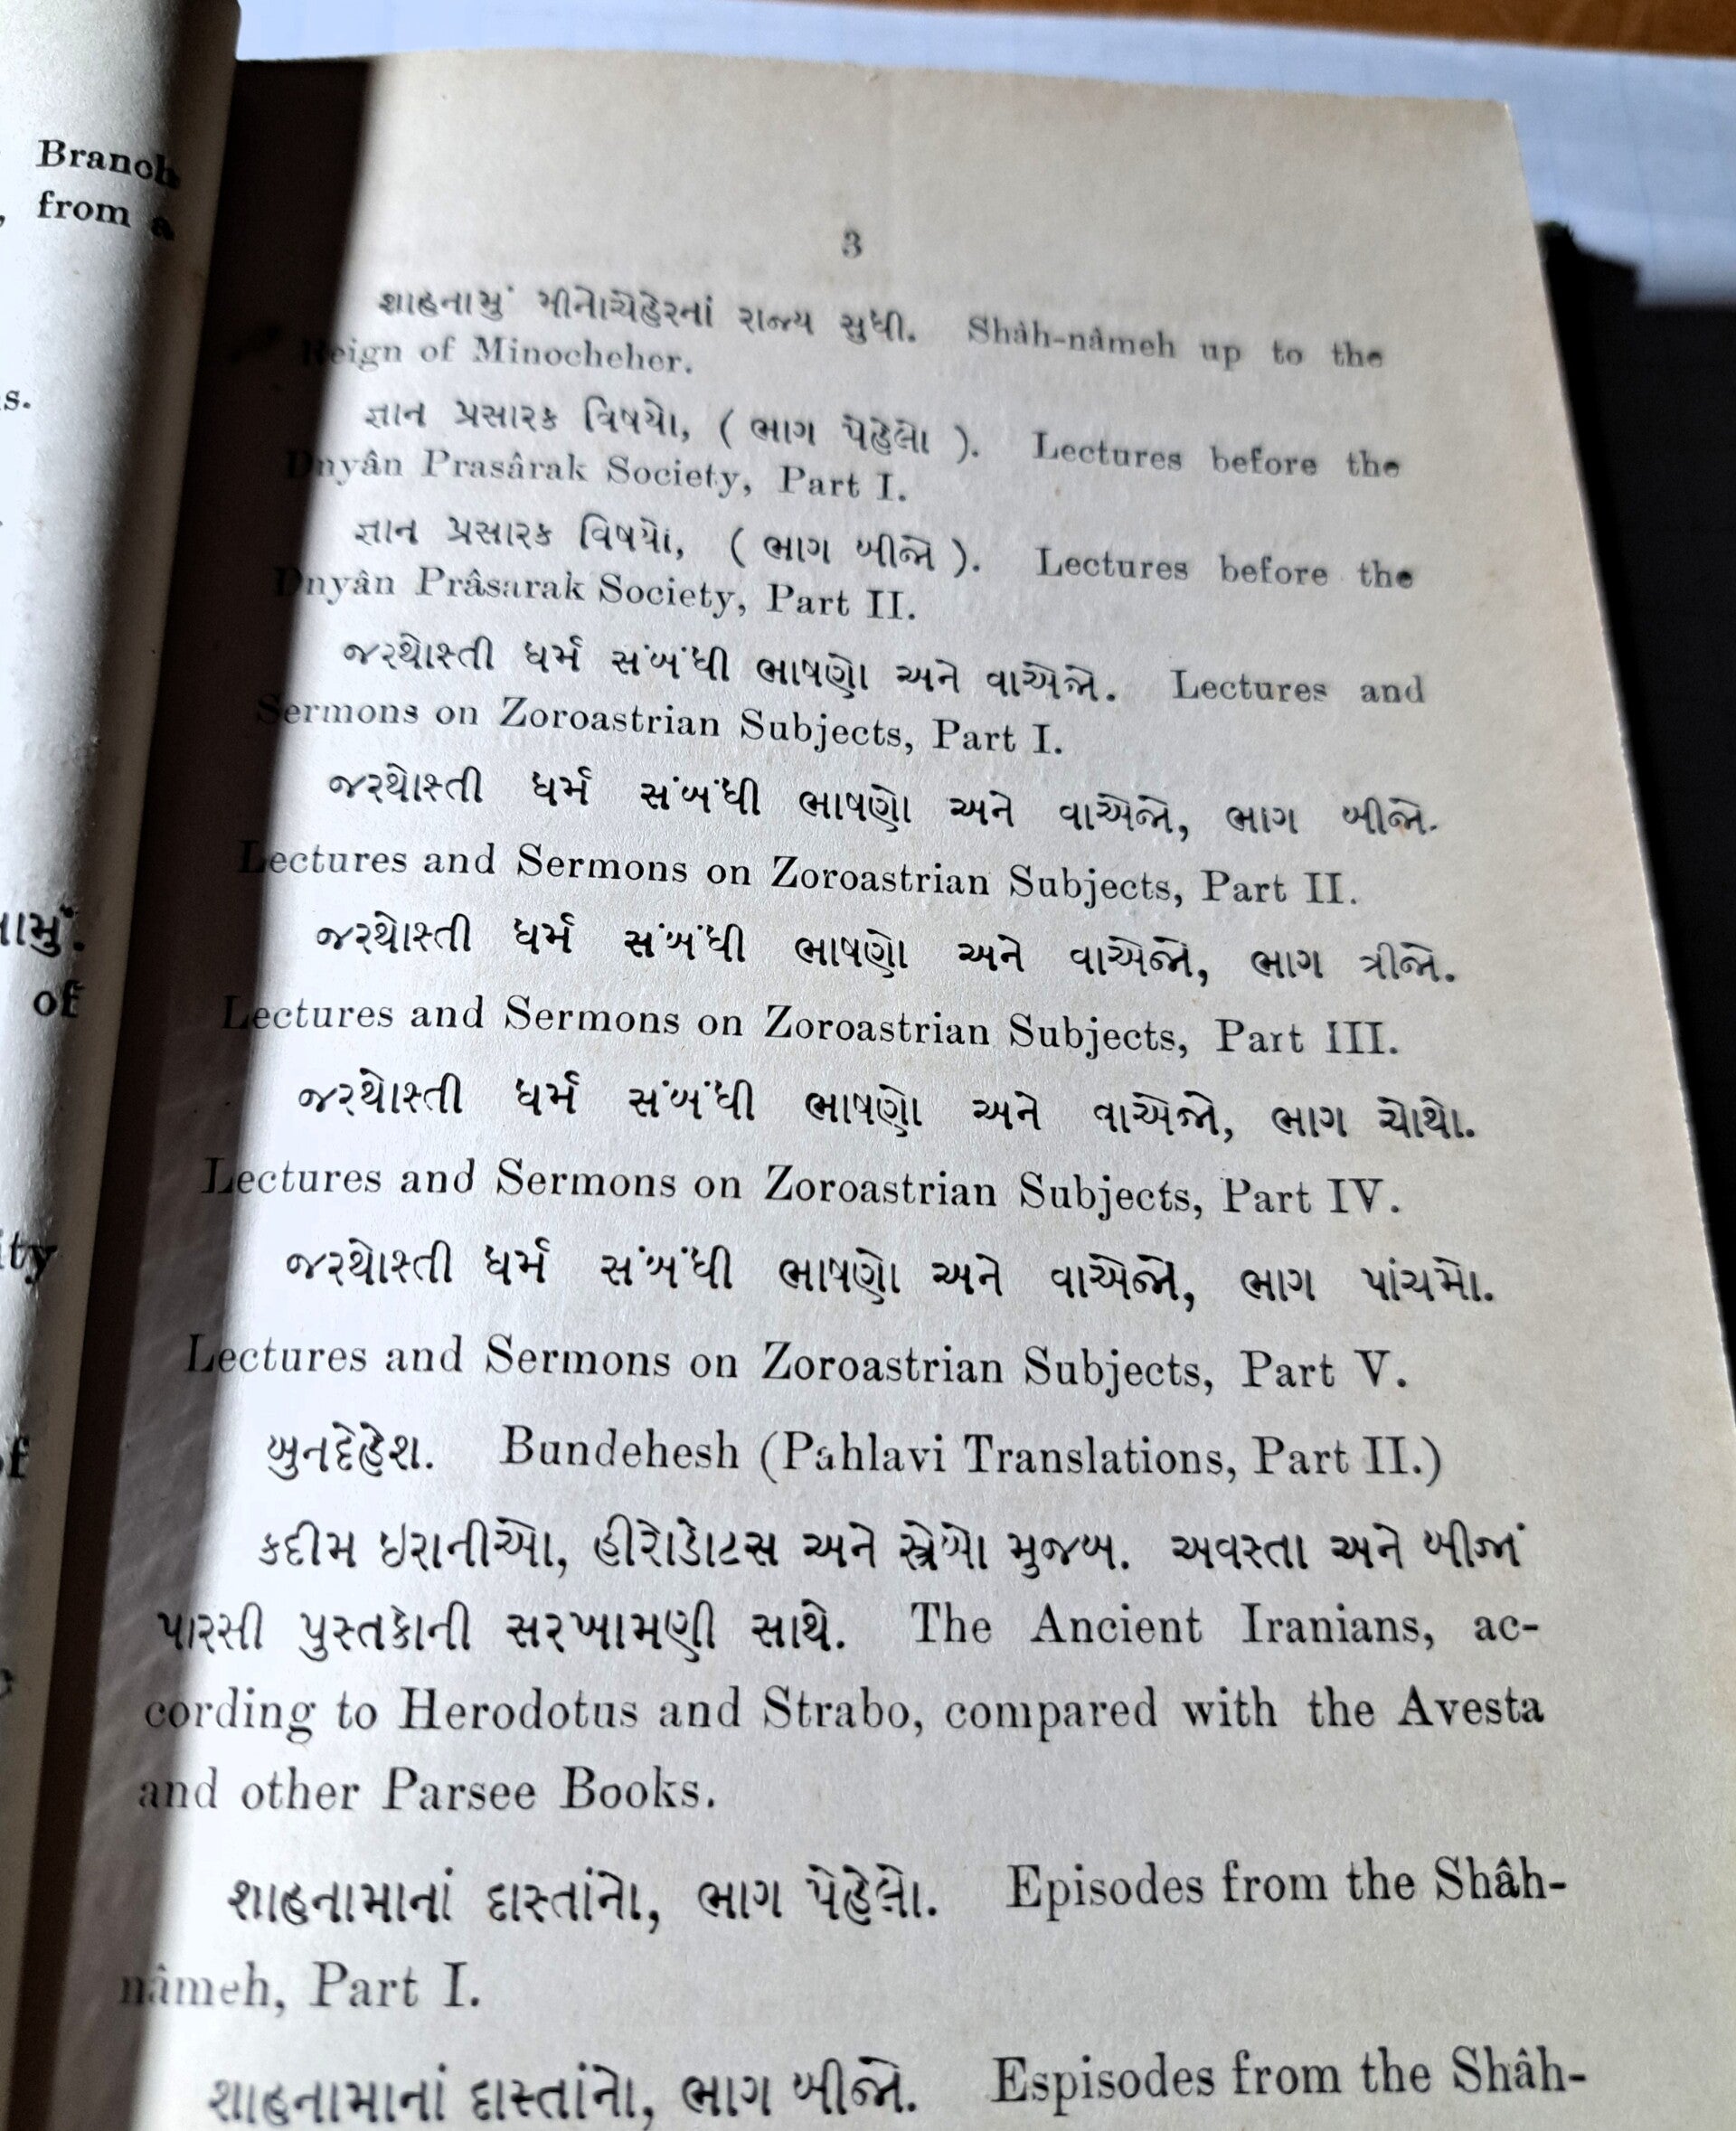 Branch
, from a
s.
નામું.
of
ity
of
3
શાહનામું મીનોચેહેરનાં રાજ્ય સુધી. Shâh-nâmeh up to the
Reign of Minocheher.
જ્ઞાન પ્રસારક વિષયો, ( ભાગ પેહેલો ). Lectures before the
Dnyân Prasârak Society, Part I.
જ્ઞાન પ્રસારક વિષયો, ( ભાગ બીજો ). Lectures before the
Dnyân Prâsarak Society, Part II.
જરથોસ્તી ધર્મ સંબંધી ભાષણો અને વાએજો. Lectures and
Sermons on Zoroastrian Subjects, Part I.
જરથોસ્તી ધર્મ સંબંધી ભાષણો અને વાએજો, ભાગ બીજો.
Lectures and Sermons on Zoroastrian Subjects, Part II.
જરથોસ્તી ધર્મ સંબંધી ભાષણો અને વાએજો, ભાગ ત્રીજો.
Lectures and Sermons on Zoroastrian Subjects, Part III.
જરથોસ્તી ધર્મ સંબંધી ભાષણો અને વાએજો, ભાગ ચોથો.
Lectures and Sermons on Zoroastrian Subjects, Part IV.
જરથોસ્તી ધર્મ સંબંધી ભાષણો અને વાએજો, ભાગ પાંચમો.
Lectures and Sermons on Zoroastrian Subjects, Part V.
બુનદેહેશ. Bundehesh (Pahlavi Translations, Part II.)
કદીમ ઇરાનીઓ, હીરોડોટસ અને સ્ત્રેબો મુજબ. અવસ્તા અને બીજાં
પારસી પુસ્તકોની સરખામણી સાથે. The Ancient Iranians, ac-
cording to Herodotus and Strabo, compared with the Avesta
and other Parsee Books.
શાહનામાનાં દાસ્તાંનો, ભાગ પેહેલો. Episodes from the Shâh-
nâmeh, Part I.
શાહનામાનાં દાસ્તાંનો, ભાગ બીજો. Espisodes from the Shâh-